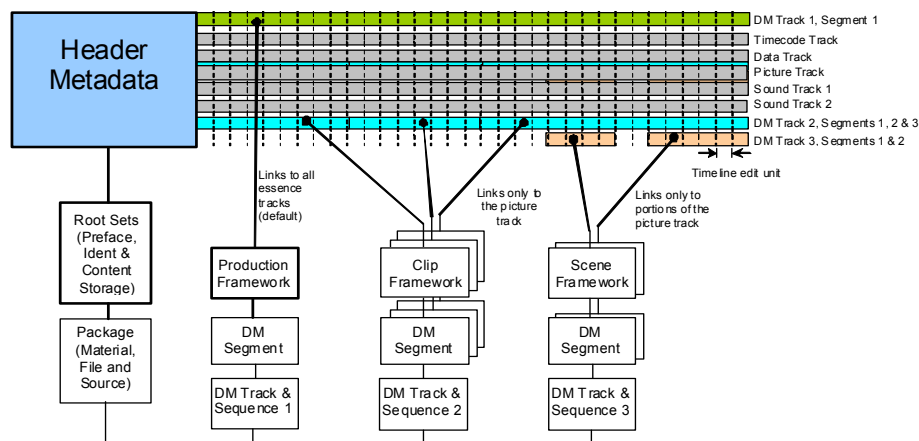 Header
Metadata
DM Track 1, Segment 1
Timecode Track
Data Track
Picture Track
Sound Track 1
Sound Track 2
DM Track 2, Segments 1, 2 & 3
DM Track 3, Segments 1 & 2
Timeline edit unit
Links to all
essence
tracks
(default)
Links only to
the picture
track
Links only to
portions of the
picture track
Root Sets
(Preface,
Ident &
Content
Storage)
Production
Framework
Clip
Framework
Scene
Framework
Package
(Material,
File and
Source)
DM
Segment
DM
Segment
DM
Segment
DM Track &
Sequence 1
DM Track &
Sequence 2
DM Track &
Sequence 3